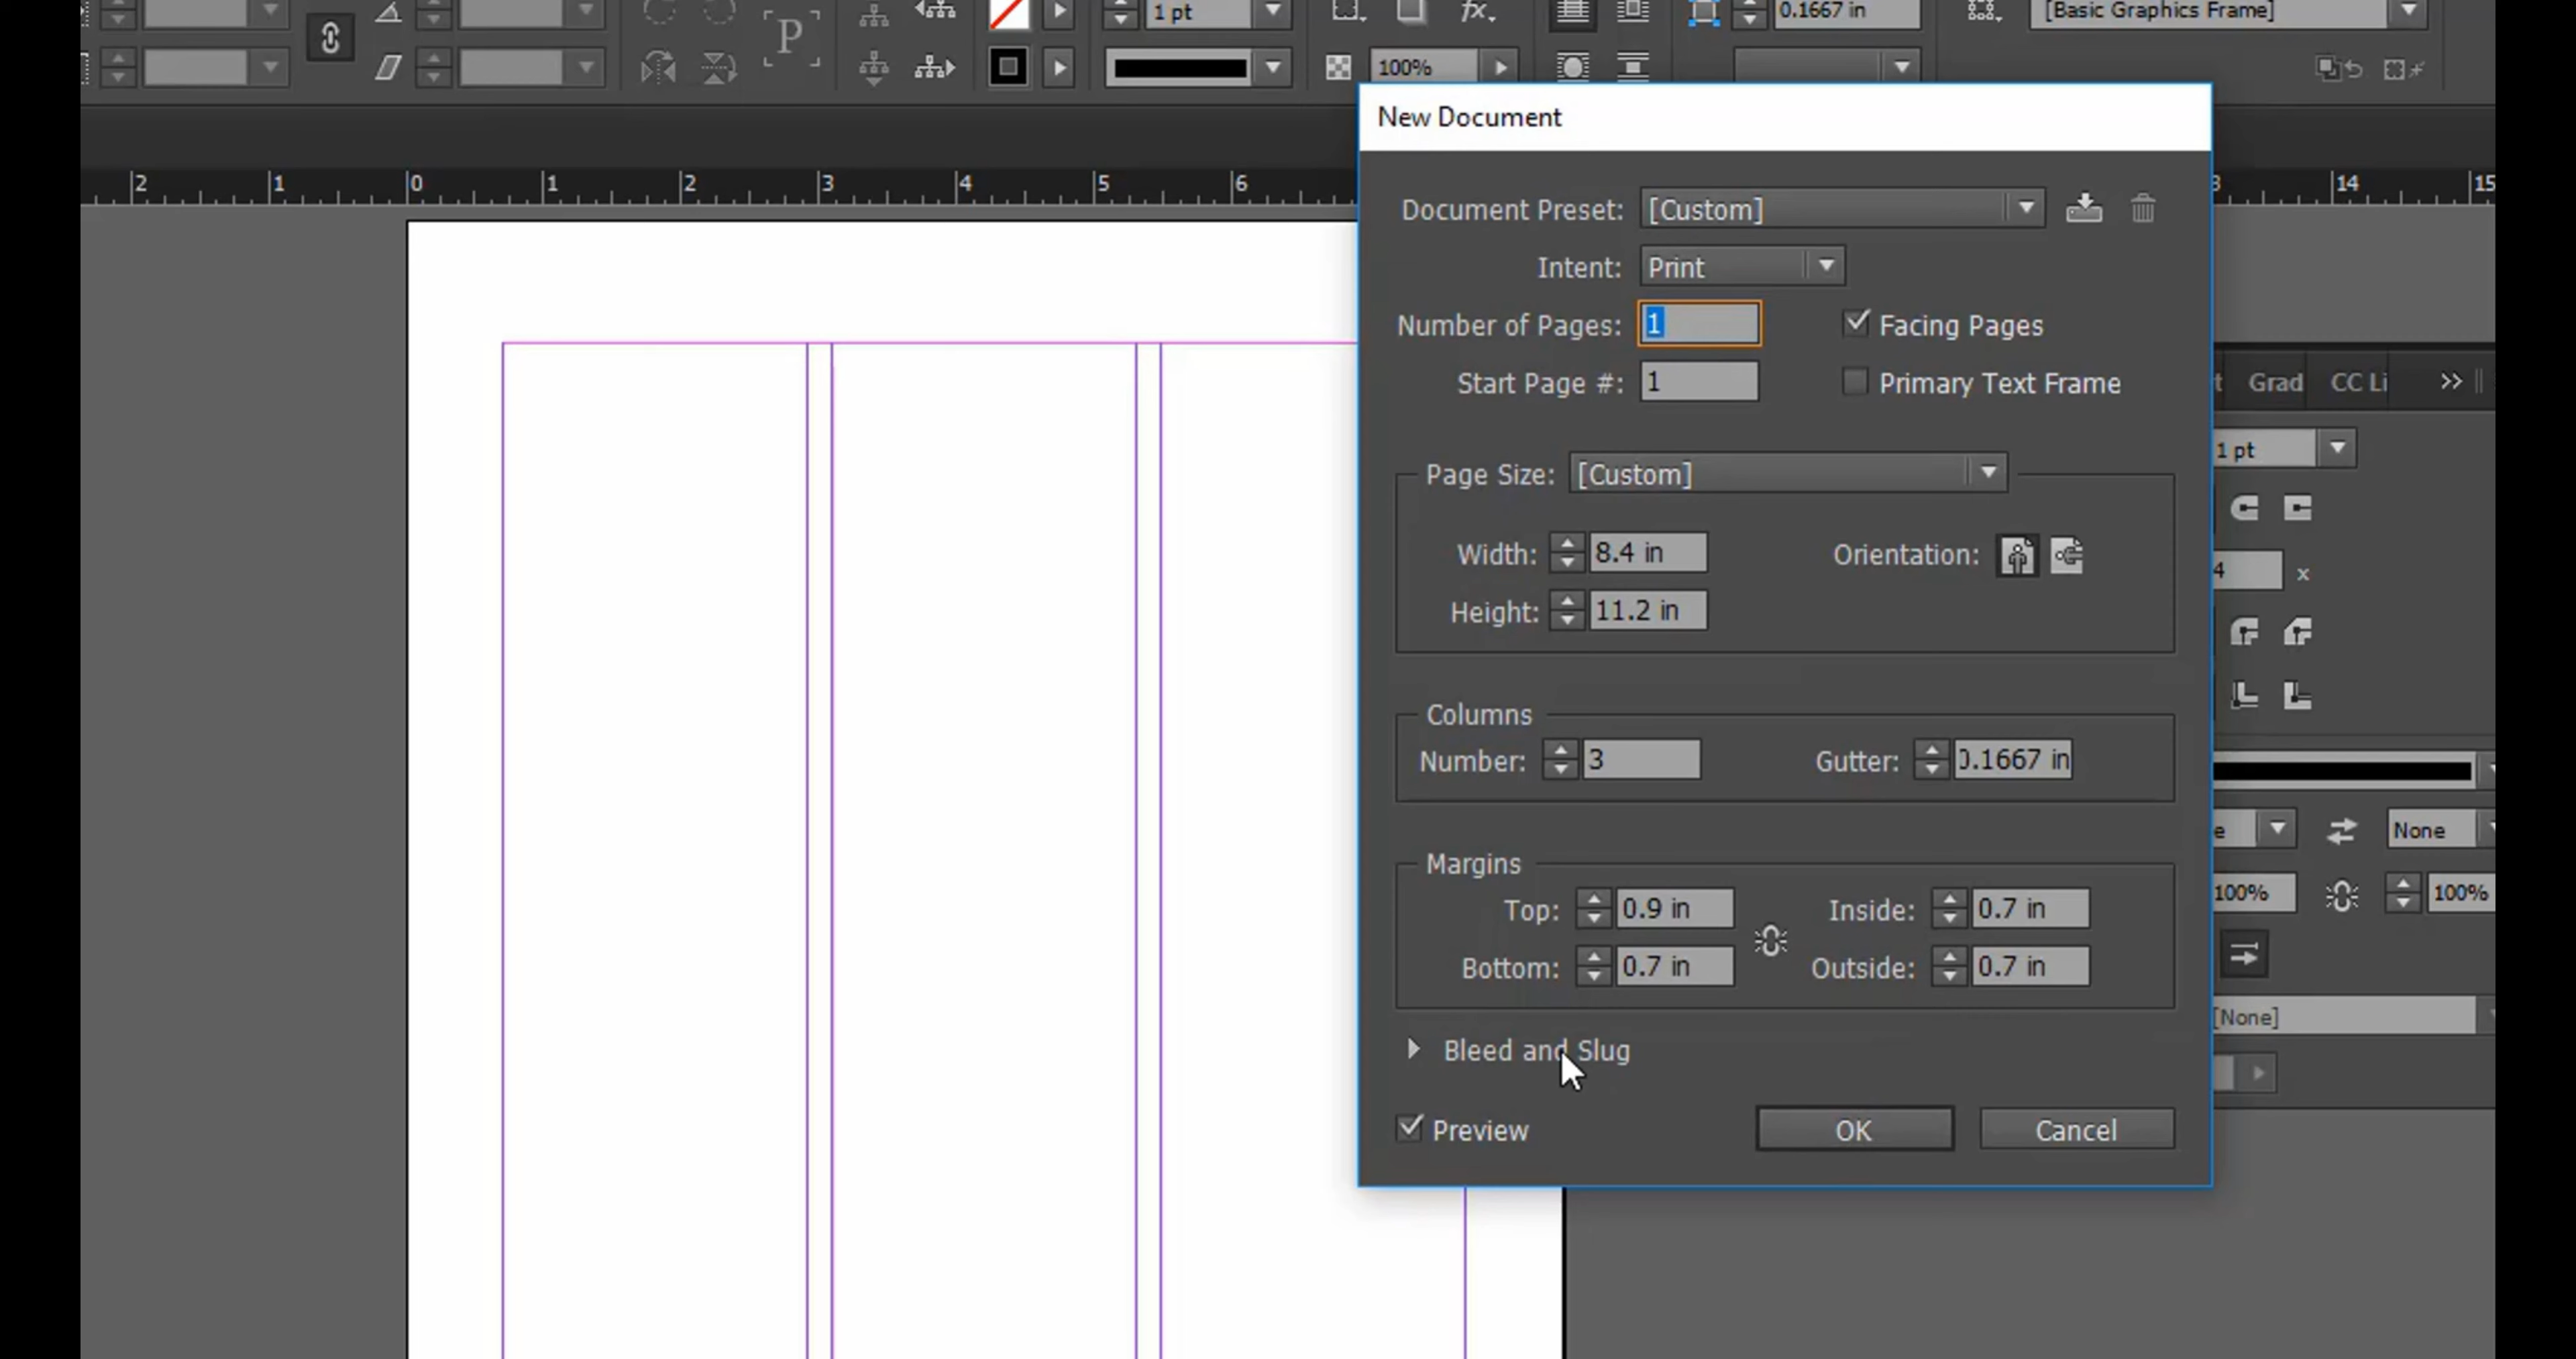 1 pt
0.1667 in
[Basic Graphics Frame]
P
fx.
100%
New Document
2 1 0 1 2 3 4 5 6 14 15
Document Preset: [Custom]
Intent: Print
Number of Pages: 1 Facing Pages
Start Page #: 1 Primary Text Frame
Grad CC Li
1 pt
Page Size: [Custom]
Width: 8.4 in Orientation:
4 x
Height: 11.2 in
Columns
Number: 3 Gutter: 0.1667 in
None
Margins
Top: 0.9 in Inside: 0.7 in
100% 100%
Bottom: 0.7 in Outside: 0.7 in
[None]
Bleed and Slug
Preview OK Cancel